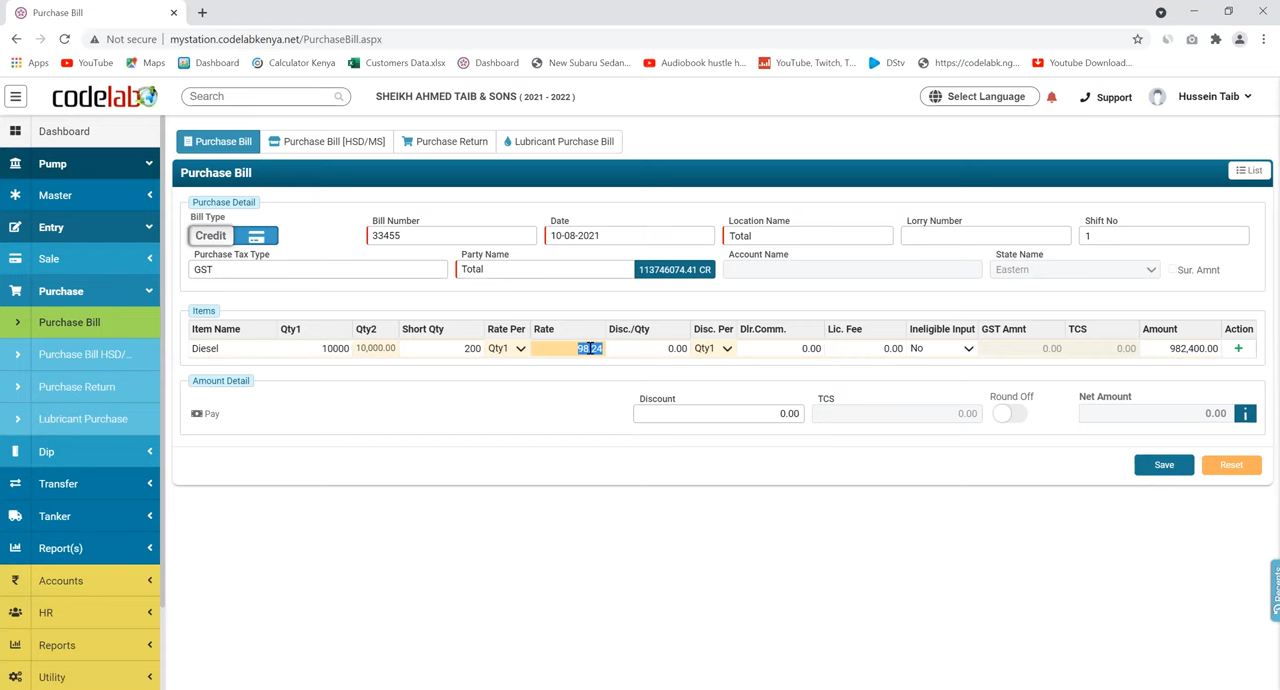 Purchase Bill
Not secure mystation.codelabkenya.net/PurchaseBill.aspx
Apps YouTube Maps Dashboard Calculator Kenya Customers Data.xlsx Dashboard New Subaru Sedan... Audiobook hustle h... YouTube, Twitch, T... DStv https://codelabk.ng... Youtube Download...
codelab Search SHEIKH AHMED TAIB & SONS ( 2021 - 2022 ) Select Language Support Hussein Taib
Dashboard
Pump
Master
Entry
Sale
Purchase
Purchase Bill
Purchase Bill HSD/...
Purchase Return
Lubricant Purchase
Dip
Transfer
Tanker
Report(s)
Accounts
HR
Reports
Utility
Purchase Bill Purchase Bill [HSD/MS] Purchase Return Lubricant Purchase Bill
Purchase Bill List
Purchase Detail
Bill Type Bill Number Date Location Name Lorry Number Shift No
Credit 33455 10-08-2021 Total 1
Purchase Tax Type Party Name Account Name State Name
GST Total 113746074.41 CR Eastern Sur. Amnt
Items
Item Name Qty1 Qty2 Short Qty Rate Per Rate Disc./Qty Disc. Per Dlr.Comm. Lic. Fee Ineligible Input GST Amnt TCS Amount Action
Diesel 10000 10,000.00 200 Qty1 98.24 0.00 Qty1 0.00 0.00 No 0.00 0.00 982,400.00 +
Amount Detail
Discount TCS Round Off Net Amount
Pay 0.00 0.00 0.00 i
Save Reset
Recents